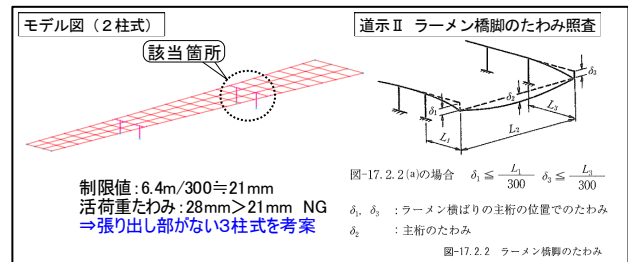 モデル図(２柱式)
該当箇所
制限値:6.4m/300≒21mm
活荷重たわみ:28mm>21mm NG
⇒張り出し部がない3柱式を考案
道示Ⅱ ラーメン橋脚のたわみ照査
δ₃
δ₂
δ₁
L₃
L₁
L₂
図-17.2.2(a)の場合 δ₁ ≦ L₁/300 δ₃ ≦ L₃/300
δ₁, δ₃ :ラーメン横ばりの主桁の位置でのたわみ
δ₂ :主桁のたわみ
図-17.2.2 ラーメン橋脚のたわみ